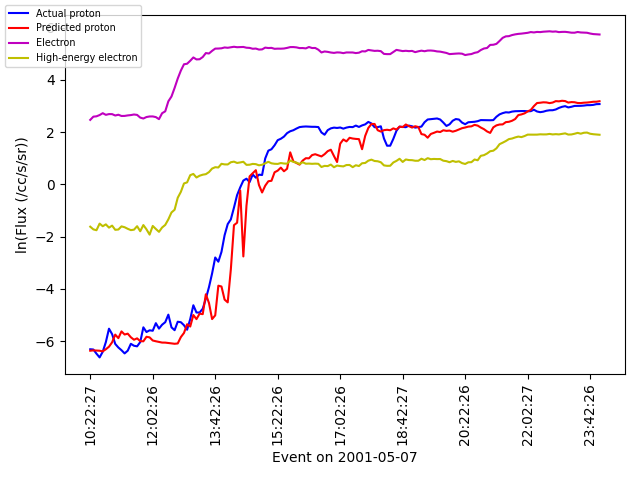 Actual proton
Predicted proton
Electron
High-energy electron
ln(Flux (/cc/s/sr))
4
2
0
−2
−4
−6
10:22:27
12:02:26
13:42:26
15:22:26
17:02:26
18:42:27
20:22:26
22:02:27
23:42:26
Event on 2001-05-07